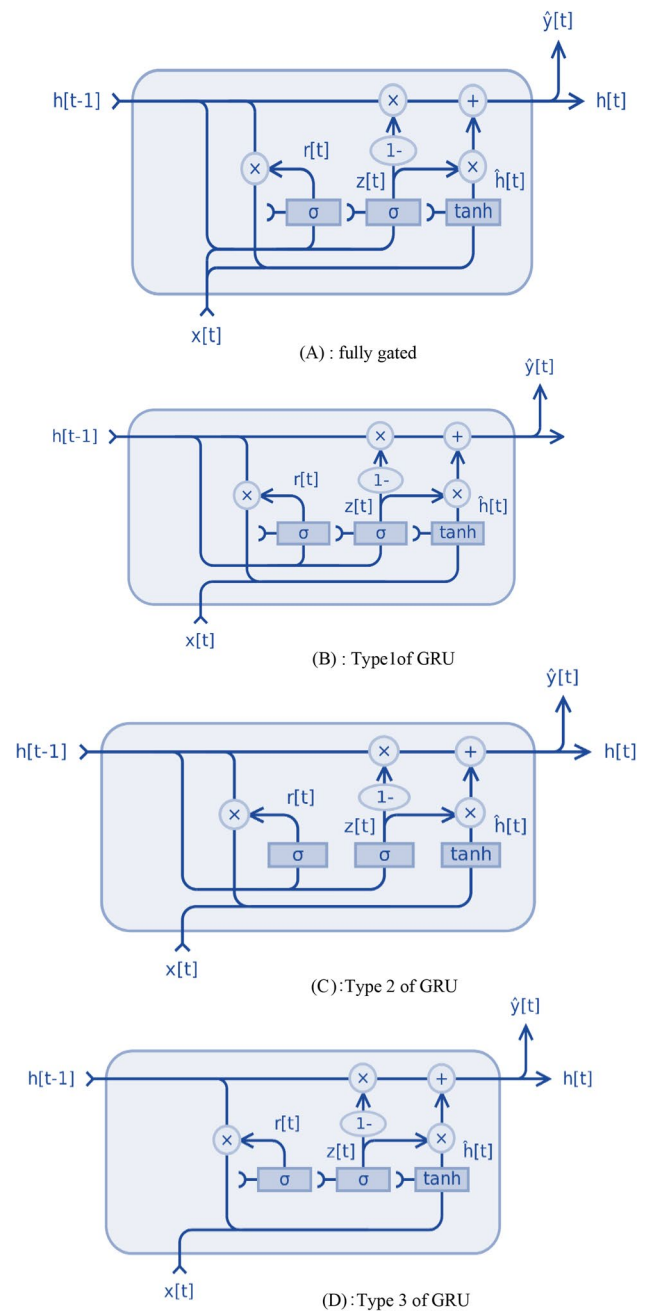 ŷ[t]
h[t-1] × + h[t]
r[t] 1-
× z[t] × ĥ[t]
σ σ tanh
x[t]
(A) : fully gated
ŷ[t]
h[t-1] × +
r[t] 1-
× z[t] × ĥ[t]
σ σ tanh
x[t]
(B) : Type1of GRU
ŷ[t]
h[t-1] × + h[t]
r[t] 1-
× z[t] × ĥ[t]
σ σ tanh
x[t]
(C):Type 2 of GRU
ŷ[t]
h[t-1] × + h[t]
r[t] 1-
× z[t] × ĥ[t]
σ σ tanh
x[t]
(D):Type 3 of GRU